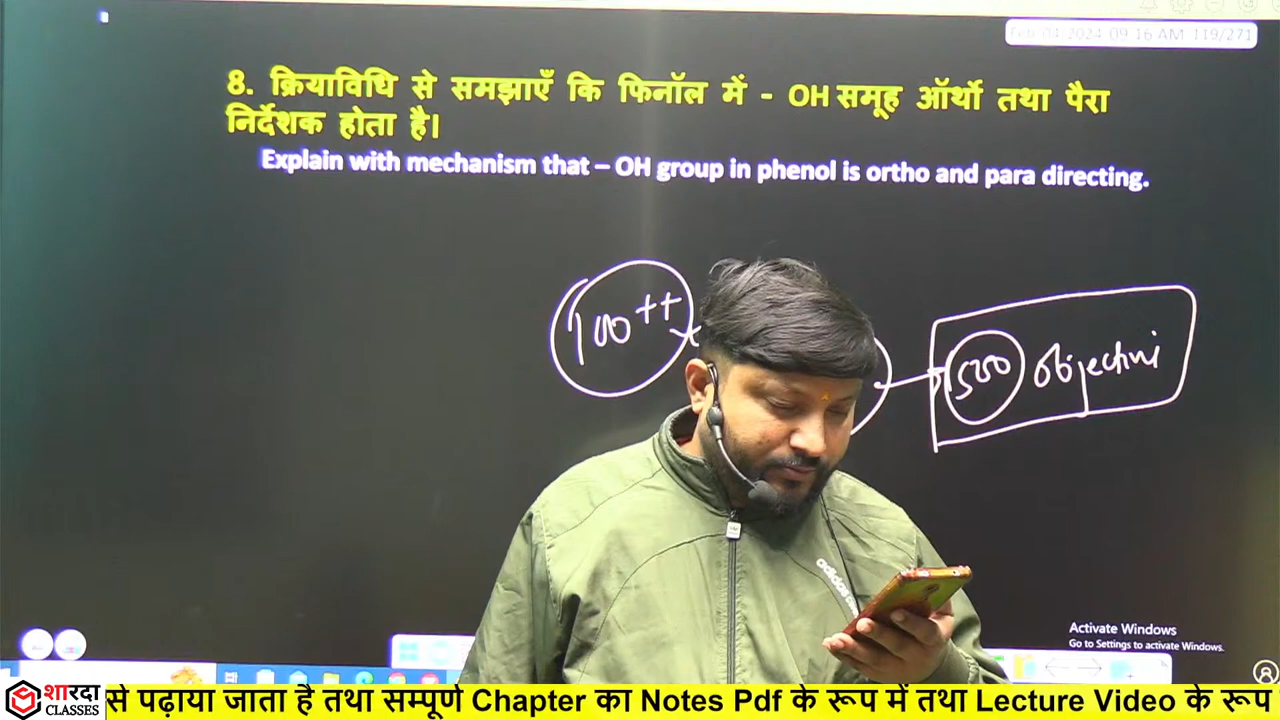 Feb 04 2024 09:16 AM 119/271
8. क्रियाविधि से समझाएँ कि फिनॉल में - OH समूह ऑर्थो तथा पैरा
निर्देशक होता है।
Explain with mechanism that – OH group in phenol is ortho and para directing.
100++
1500 objective
adidas
Activate Windows
Go to Settings to activate Windows.
शारदा
CLASSES
से पढ़ाया जाता है तथा सम्पूर्ण Chapter का Notes Pdf के रूप में तथा Lecture Video के रूप